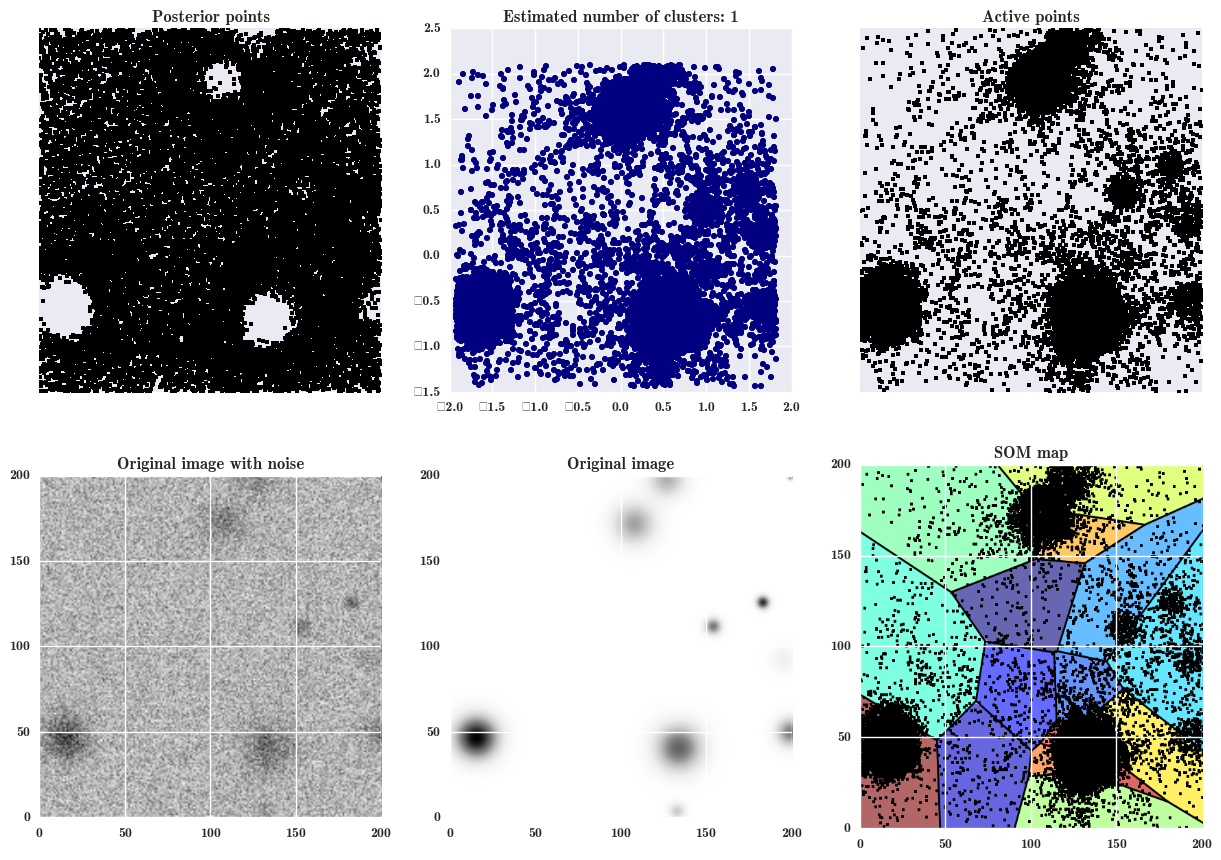 Posterior points
Estimated number of clusters: 1
Active points
2.5
2.0
1.5
1.0
0.5
0.0
□0.5
□1.0
□1.5
□2.0 □1.5 □1.0 □0.5 0.0 0.5 1.0 1.5 2.0
Original image with noise
Original image
SOM map
200
150
100
50
0
0 50 100 150 200
200
150
100
50
0
0 50 100 150 200
200
150
100
50
0
0 50 100 150 200